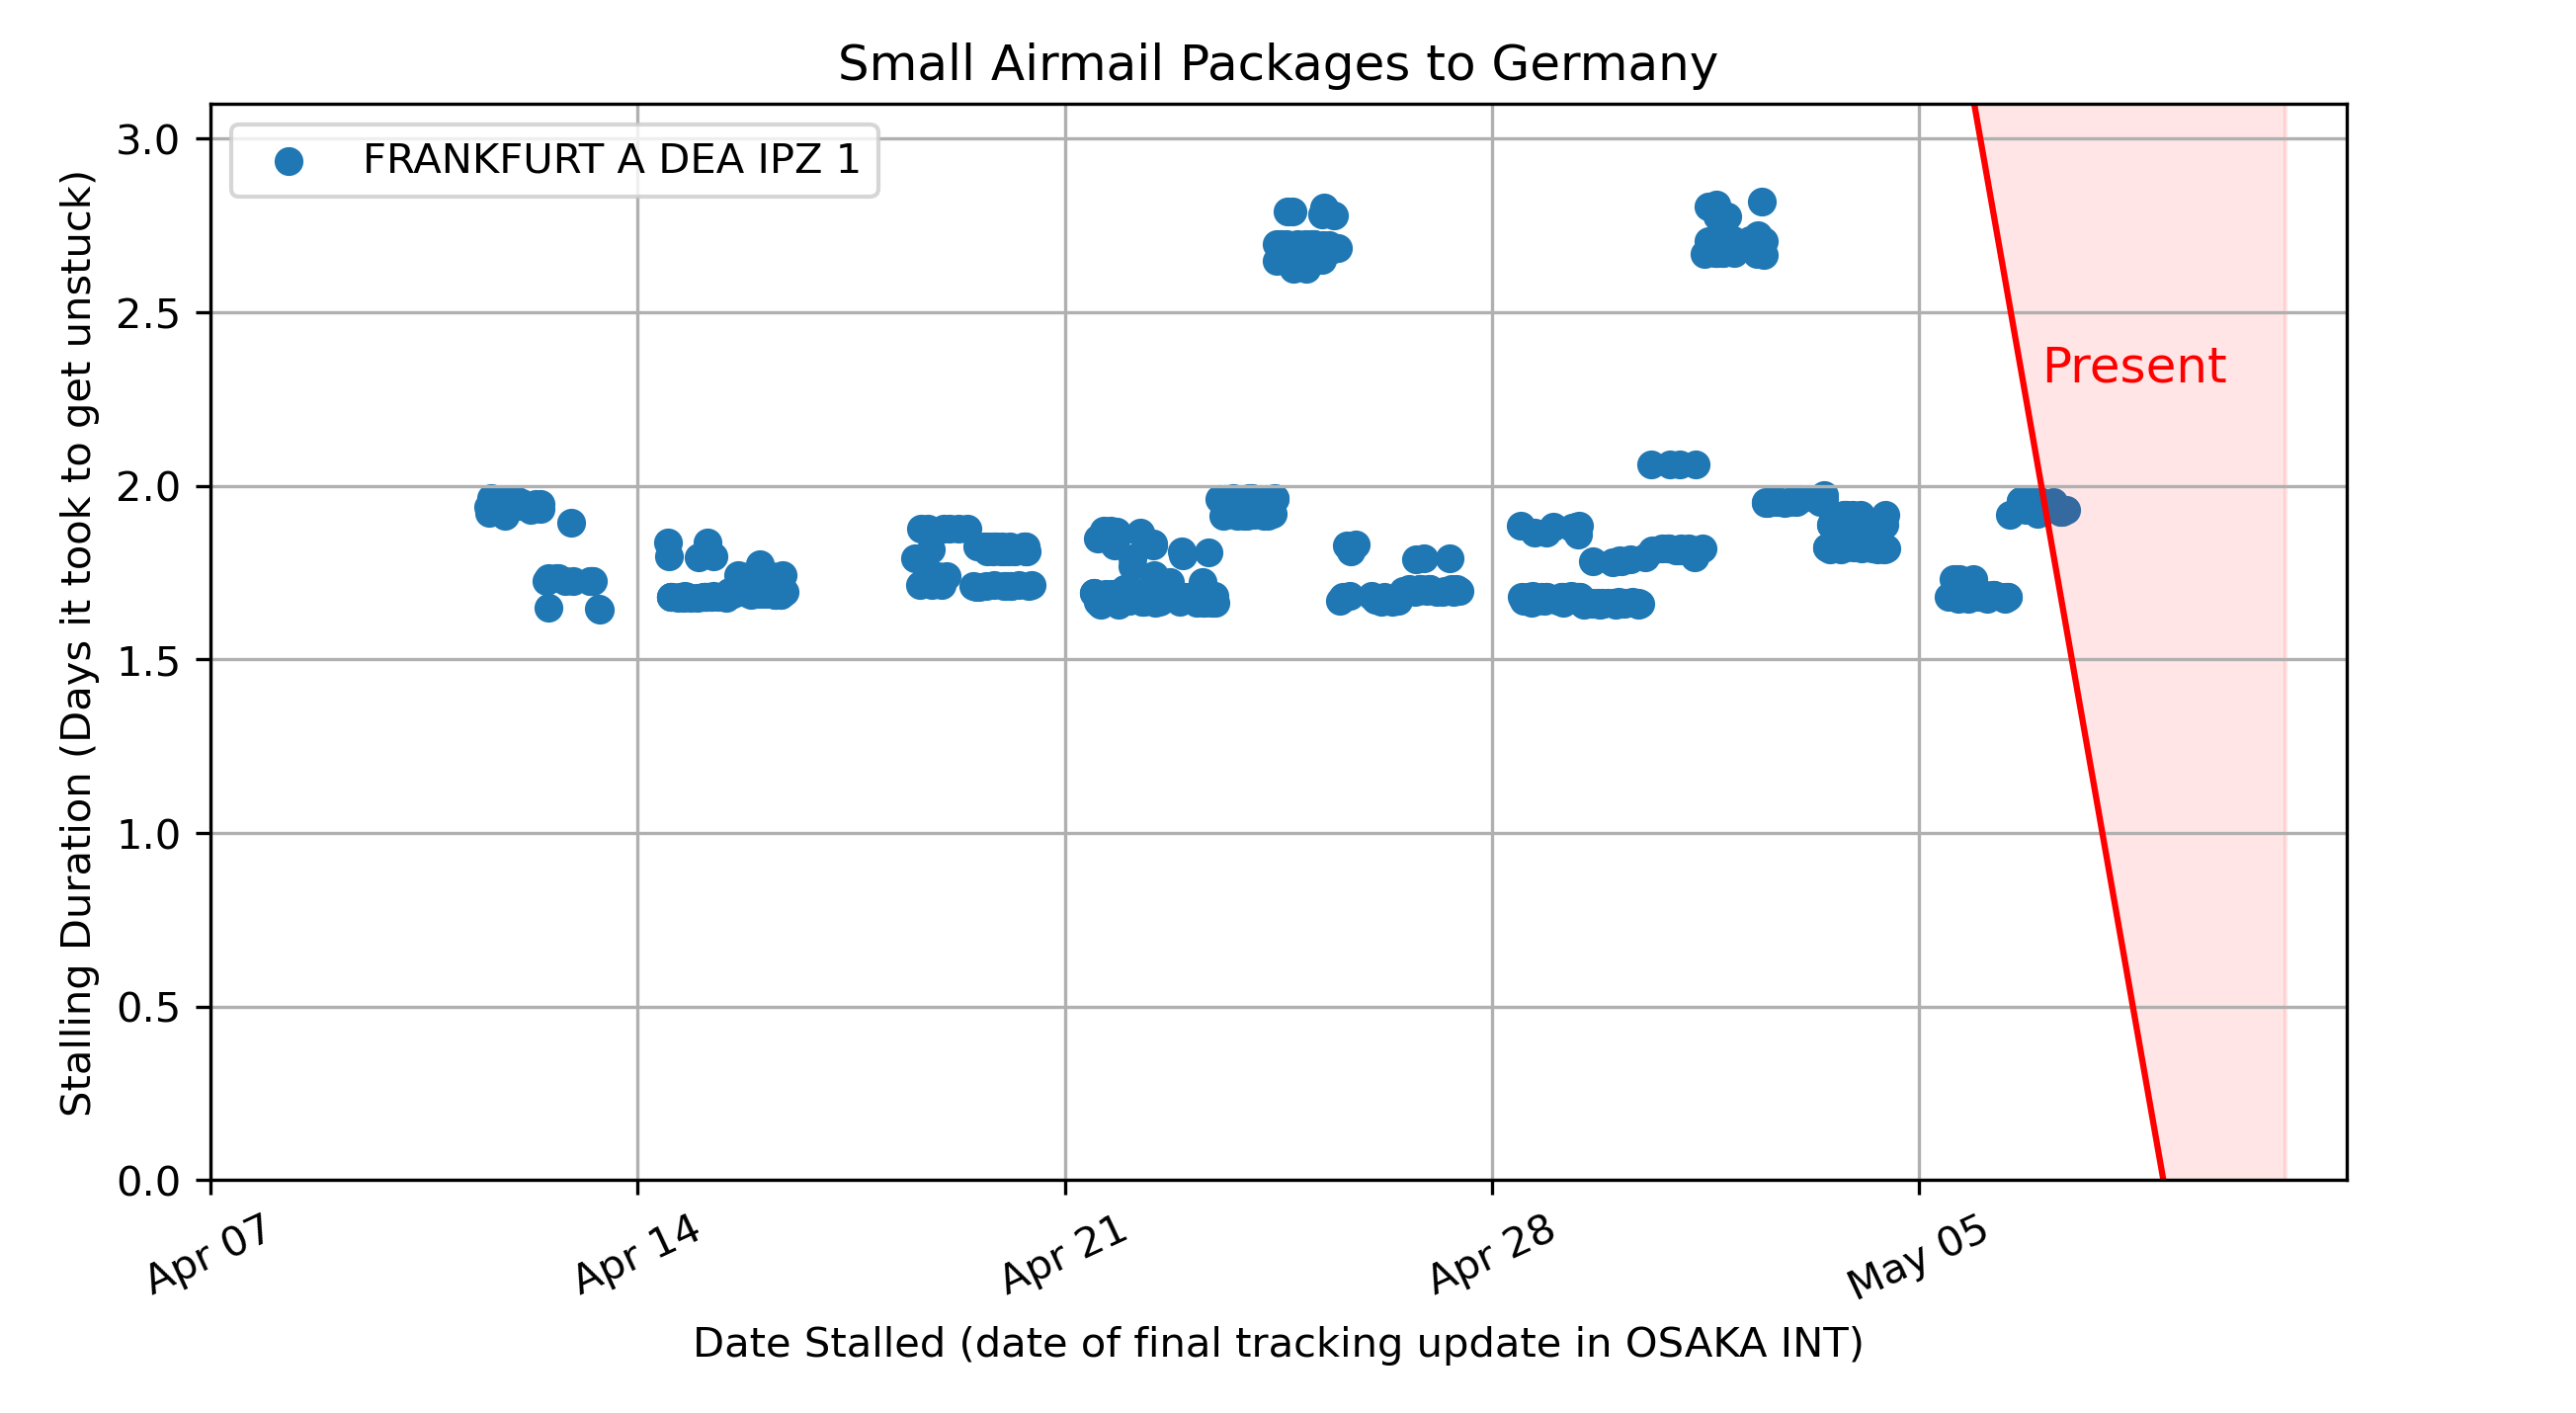 Small Airmail Packages to Germany
FRANKFURT A DEA IPZ 1
Present
Stalling Duration (Days it took to get unstuck)
3.0
2.5
2.0
1.5
1.0
0.5
0.0
Apr 07
Apr 14
Apr 21
Apr 28
May 05
Date Stalled (date of final tracking update in OSAKA INT)